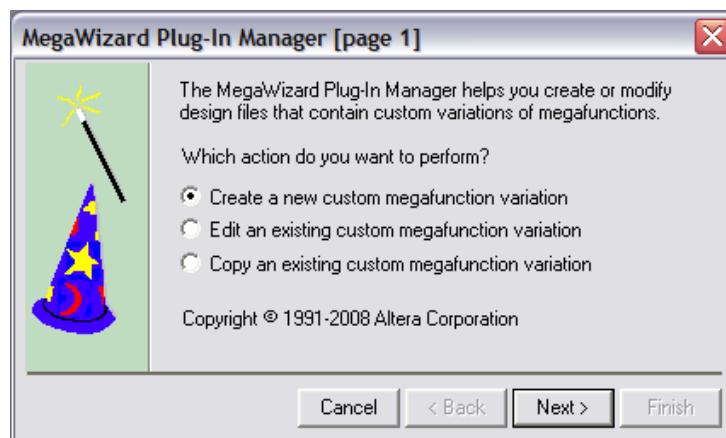 MegaWizard Plug-In Manager [page 1]
The MegaWizard Plug-In Manager helps you create or modify
design files that contain custom variations of megafunctions.
Which action do you want to perform?
Create a new custom megafunction variation
Edit an existing custom megafunction variation
Copy an existing custom megafunction variation
Copyright © 1991-2008 Altera Corporation
Cancel < Back Next > Finish